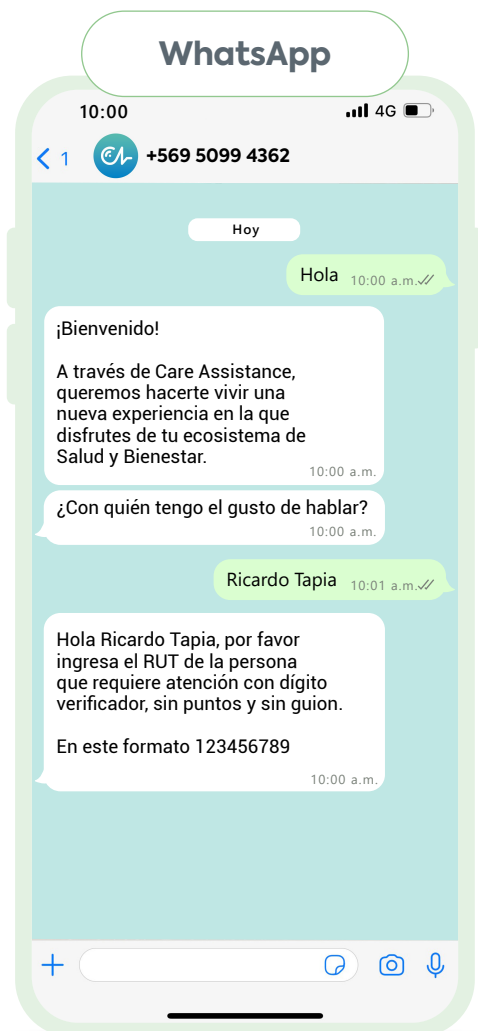 WhatsApp
10:00
4G
1
+569 5099 4362
Hoy
Hola 10:00 a.m.
¡Bienvenido!
A través de Care Assistance,
queremos hacerte vivir una
nueva experiencia en la que
disfrutes de tu ecosistema de
Salud y Bienestar.
10:00 a.m.
¿Con quién tengo el gusto de hablar?
10:00 a.m.
Ricardo Tapia 10:01 a.m.
Hola Ricardo Tapia, por favor
ingresa el RUT de la persona
que requiere atención con dígito
verificador, sin puntos y sin guion.
En este formato 123456789
10:00 a.m.